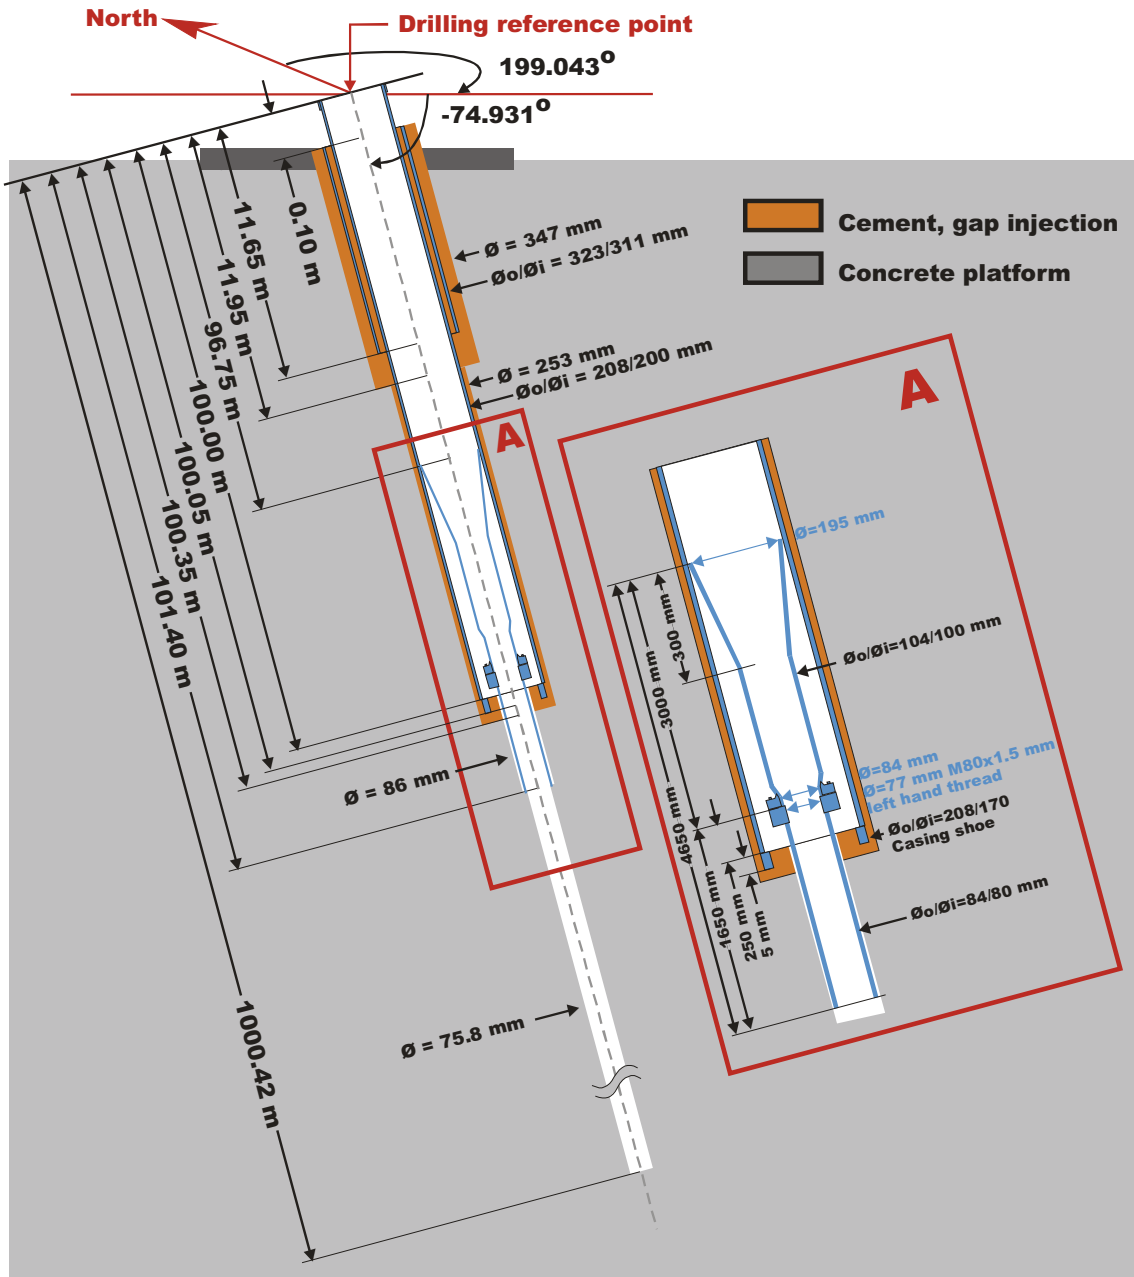 North
Drilling reference point
199.043°
-74.931°
0.10 m
11.65 m
11.95 m
96.75 m
100.00 m
100.05 m
100.35 m
101.40 m
1000.42 m
Ø = 347 mm
Øo/Øi = 323/311 mm
Ø = 253 mm
Øo/Øi = 208/200 mm
Cement, gap injection
Concrete platform
A
A
Ø = 86 mm
Ø = 75.8 mm
Ø=195 mm
300 mm
3000 mm
4650 mm
1650 mm
250 mm
5 mm
Øo/Øi=104/100 mm
Ø=84 mm
Ø=77 mm M80x1.5 mm
left hand thread
Øo/Øi=208/170
Casing shoe
Øo/Øi=84/80 mm